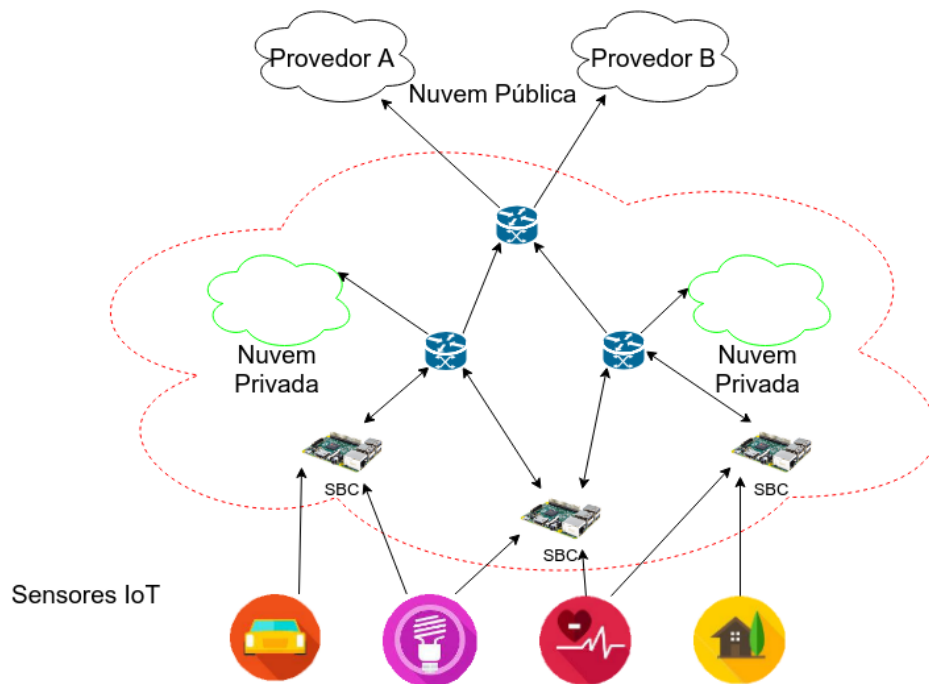 Provedor A
Provedor B
Nuvem Pública
Nuvem
Privada
Nuvem
Privada
SBC
SBC
SBC
Sensores IoT